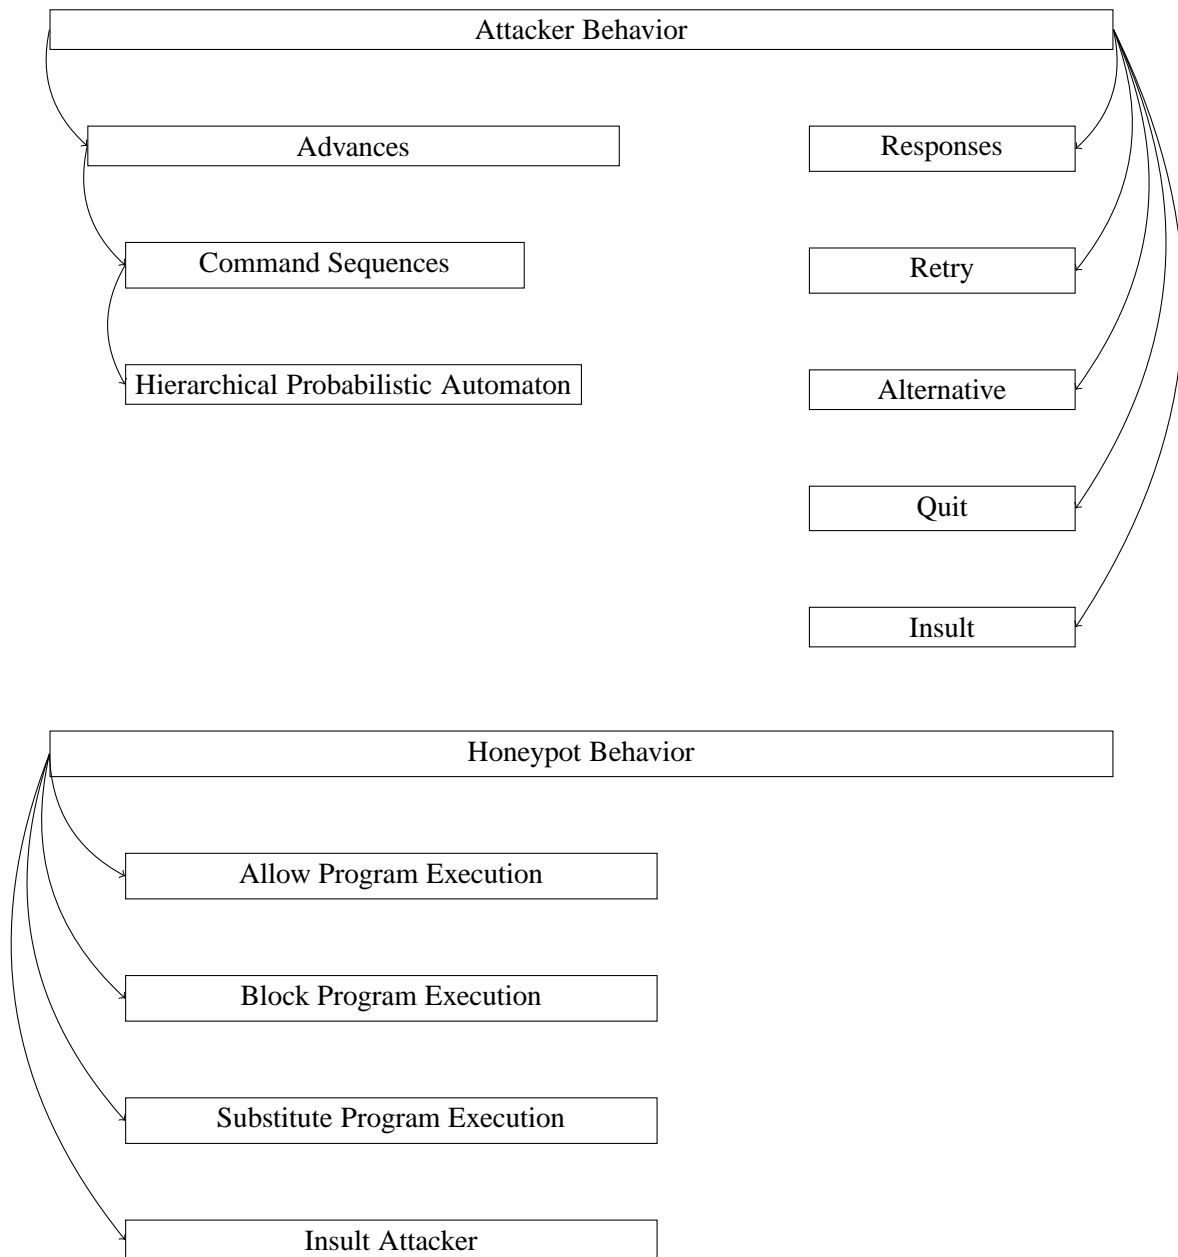 Attacker Behavior
Advances
Responses
Command Sequences
Retry
Hierarchical Probabilistic Automaton
Alternative
Quit
Insult
Honeypot Behavior
Allow Program Execution
Block Program Execution
Substitute Program Execution
Insult Attacker